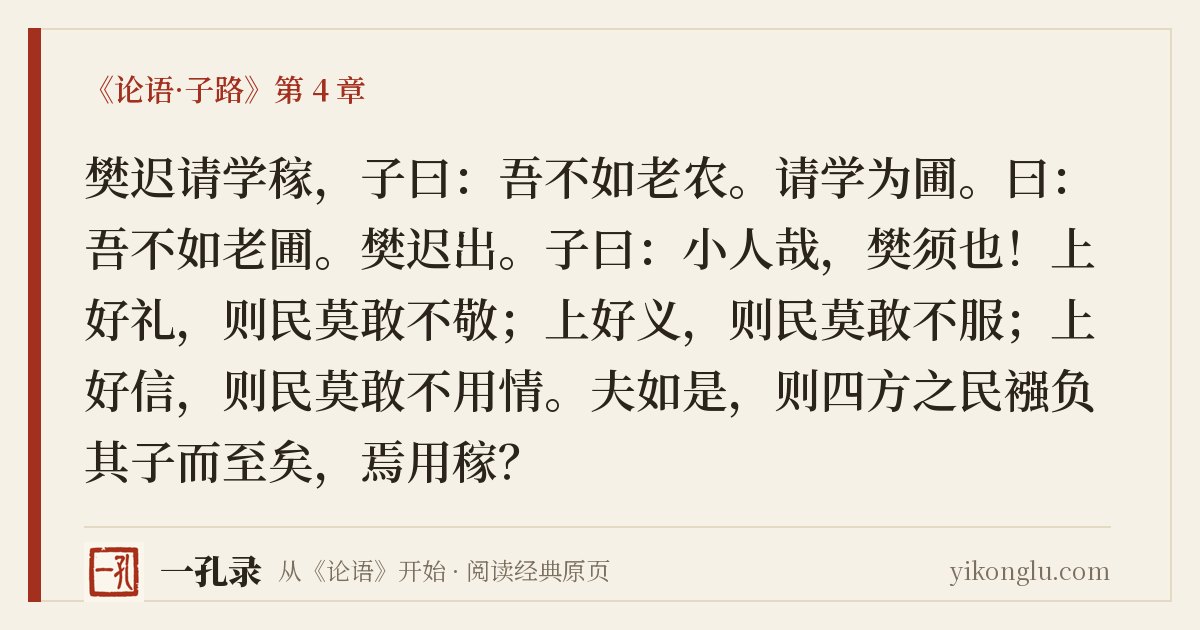 《论语·子路》第 4 章
樊迟请学稼，子曰：吾不如老农。请学为圃。曰：
吾不如老圃。樊迟出。子曰：小人哉，樊须也！上
好礼，则民莫敢不敬；上好义，则民莫敢不服；上
好信，则民莫敢不用情。夫如是，则四方之民襁负
其子而至矣，焉用稼？
一孔
一孔录 从《论语》开始 · 阅读经典原页 yikonglu.com